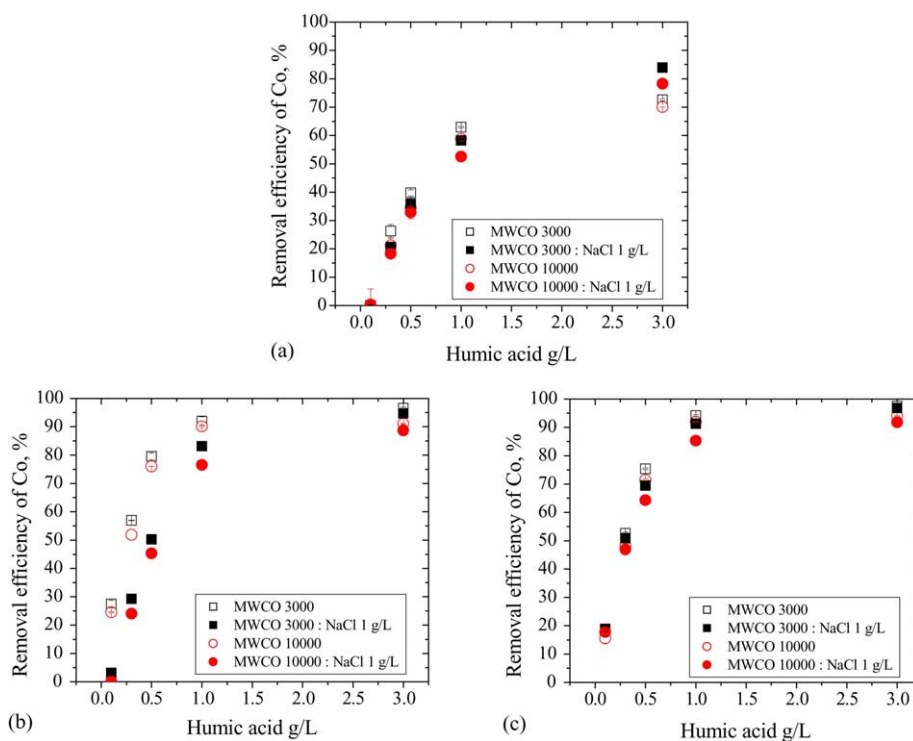 100
90
80
70
60
50
40
30
20
10
0
Removal efficiency of Co, %
MWCO 3000
MWCO 3000 : NaCl 1 g/L
MWCO 10000
MWCO 10000 : NaCl 1 g/L
0.0 0.5 1.0 1.5 2.0 2.5 3.0
(a)
Humic acid g/L
100
90
80
70
60
50
40
30
20
10
0
Removal efficiency of Co, %
MWCO 3000
MWCO 3000 : NaCl 1 g/L
MWCO 10000
MWCO 10000 : NaCl 1 g/L
0.0 0.5 1.0 1.5 2.0 2.5 3.0
(b)
Humic acid g/L
100
90
80
70
60
50
40
30
20
10
0
Removal efficiency of Co, %
MWCO 3000
MWCO 3000 : NaCl 1 g/L
MWCO 10000
MWCO 10000 : NaCl 1 g/L
0.0 0.5 1.0 1.5 2.0 2.5 3.0
(c)
Humic acid g/L